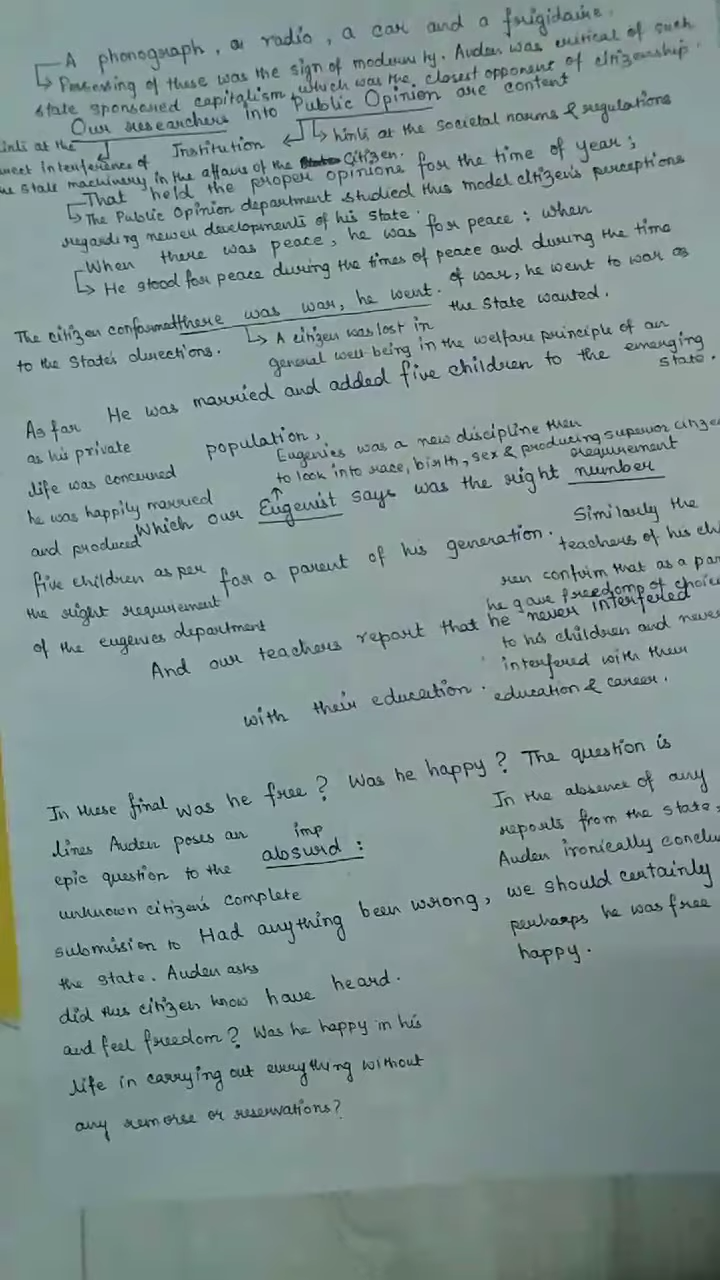 A phonograph, a radio, a car and a frigidaire.
Possessing of these was the sign of modernity. Auden was critical of such
state sponsored capitalism which was the closest opponent of citizenship.
Our researchers into Public Opinion are content
hints at the
Interference of Institution hints at the societal norms & regulations
State machinery in the affairs of the citizen.
That held the proper opinions for the time of year;
The Public Opinion department studied this model citizen's perceptions
regarding newer developments of his state.
When there was peace, he was for peace: when
He stood for peace during the times of peace and during the time
of war, he went to war as
the State wanted.
there was war, he went.
The citizen conformed
to the State's directions.
A citizen was lost in
general well-being in the welfare principle of an
emerging state.
He was married and added five children to the
population,
As far
as his private
life was concerned
he was happily married
and produced
five children as per
the right requirement
of the eugenics department
Eugenics was a new discipline then
to look into race, birth, sex & producing superior citizen
requirement
Which our Eugenist says was the right number
for a parent of his generation.
Similarly the
teachers of his
confirm that as a
he gave freedom of choice
to his children and never
interfered with their
education & career.
And our teachers report that he never interfered
with their education.
Was he free? Was he happy? The question is
imp
absurd:
In these final
lines Auden poses an
epic question to the
unknown citizen's complete
submission to
the state. Auden asks
did this citizen know
and feel freedom? Was he happy in his
life in carrying out everything without
any remorse or reservations?
In the absence of any
reports from the state,
Auden ironically
perhaps he was free
happy.
Had anything been wrong, we should certainly
have heard.